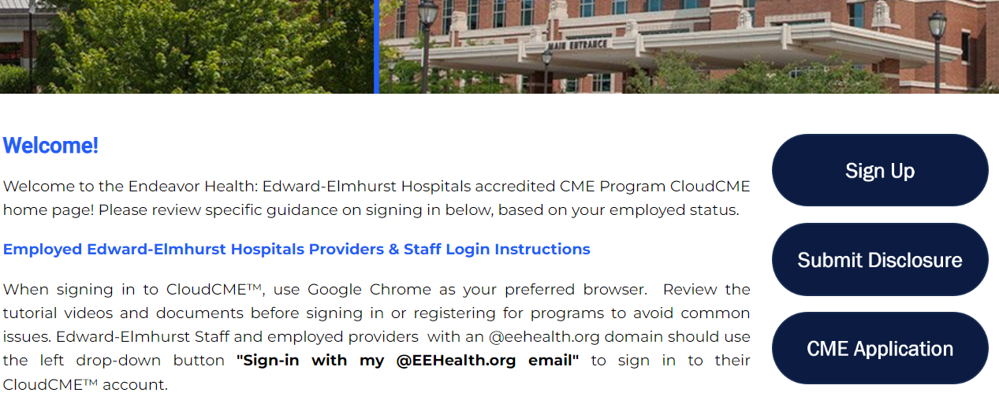 MAIN ENTRANCE
Welcome!
Welcome to the Endeavor Health: Edward-Elmhurst Hospitals accredited CME Program CloudCME
home page! Please review specific guidance on signing in below, based on your employed status.
Employed Edward-Elmhurst Hospitals Providers & Staff Login Instructions
When signing in to CloudCME™, use Google Chrome as your preferred browser.  Review the
tutorial videos and documents before signing in or registering for programs to avoid common
issues. Edward-Elmhurst Staff and employed providers  with an @eehealth.org domain should use
the left drop-down button "Sign-in with my @EEHealth.org email" to sign in to their
CloudCME™ account.
Sign Up
Submit Disclosure
CME Application